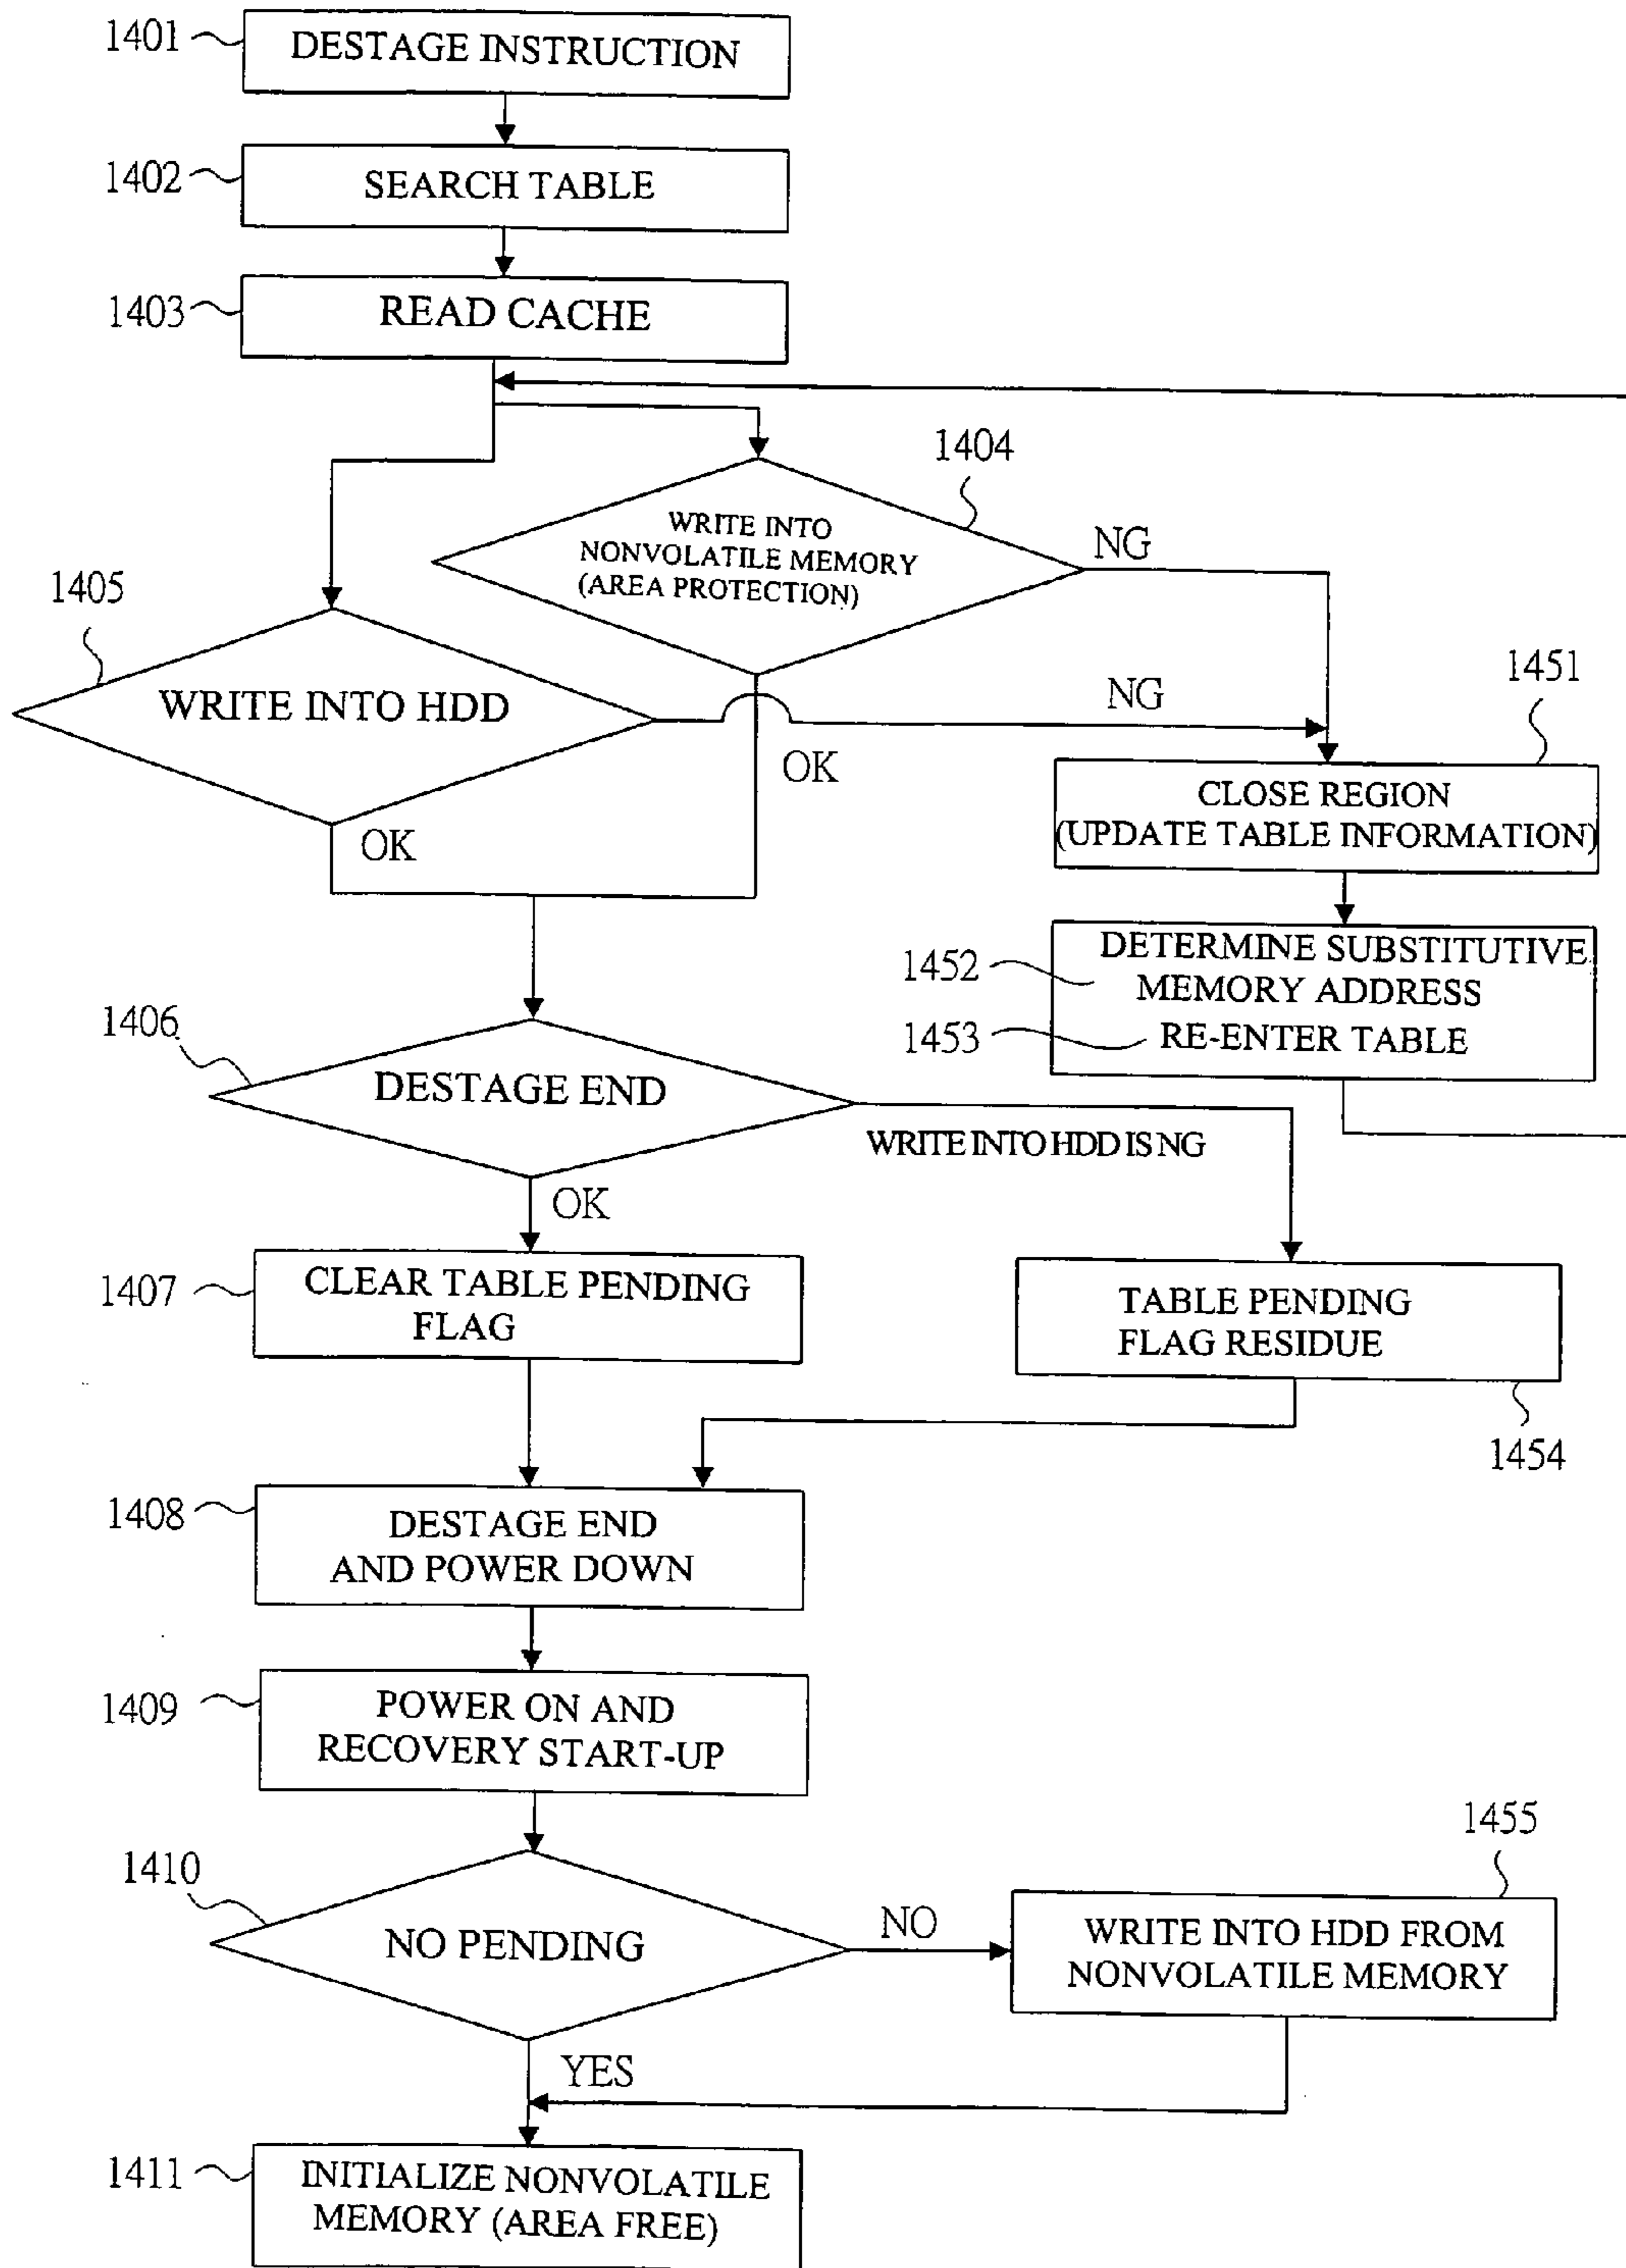 1401
DESTAGE INSTRUCTION
1402
SEARCH TABLE
1403
READ CACHE
1404
WRITE INTO
NONVOLATILE MEMORY
(AREA PROTECTION)
NG
1405
WRITE INTO HDD
NG
OK
OK
1451
CLOSE REGION
(UPDATE TABLE INFORMATION)
1452
DETERMINE SUBSTITUTIVE
MEMORY ADDRESS
1453
RE-ENTER TABLE
1406
DESTAGE END
WRITE INTO HDD IS NG
OK
1407
CLEAR TABLE PENDING
FLAG
TABLE PENDING
FLAG RESIDUE
1454
1408
DESTAGE END
AND POWER DOWN
1409
POWER ON AND
RECOVERY START-UP
1410
NO PENDING
NO
1455
WRITE INTO HDD FROM
NONVOLATILE MEMORY
YES
1411
INITIALIZE NONVOLATILE
MEMORY (AREA FREE)